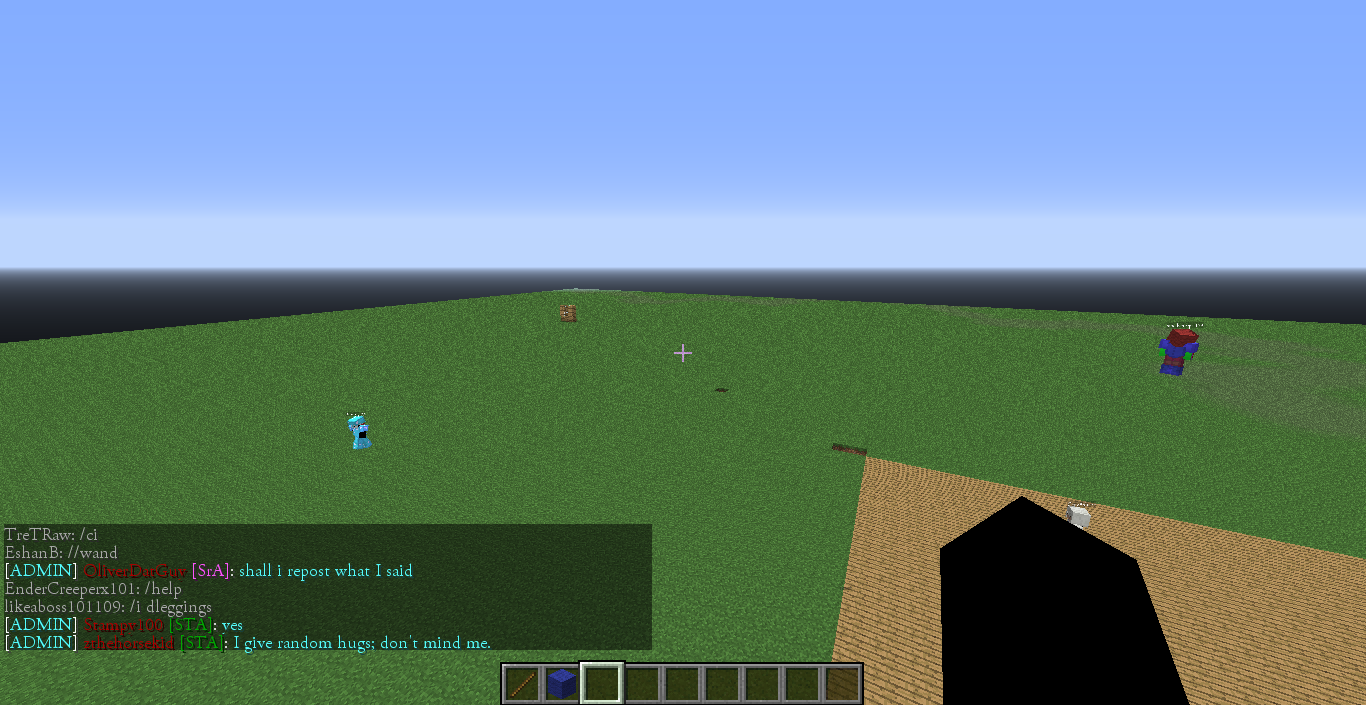 TreTRaw: /ci
EshanB: //wand
[ADMIN] OliverDatGuy [SrA]: shall i repost what I said
EnderCreeperx101: /help
likeaboss101109: /i dleggings
[ADMIN] [STA]: yes
[ADMIN] [STA]: I give random hugs; don't mind me.